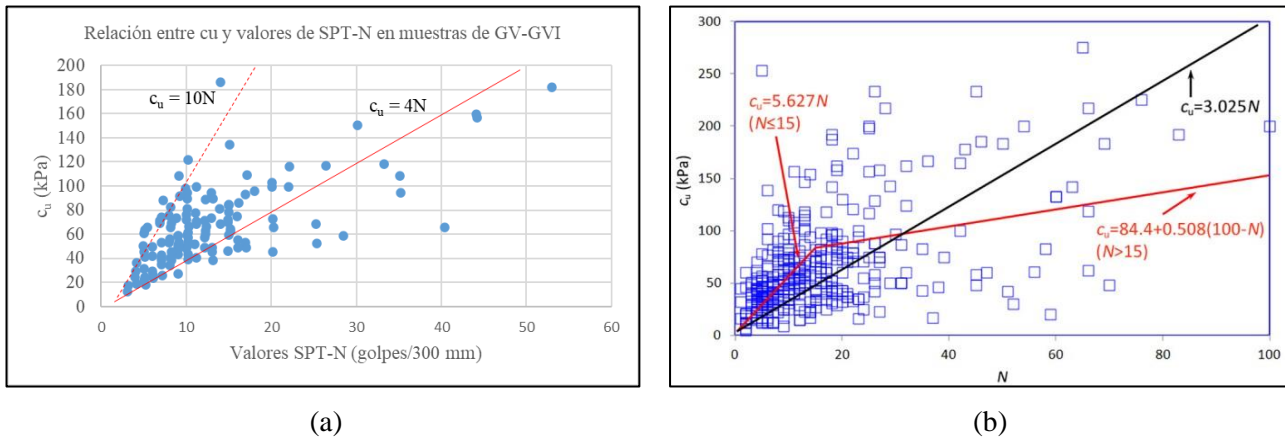 Relación entre cu y valores de SPT-N en muestras de GV-GVI
200
180
160
140
120
100
80
60
40
20
0
cᵤ (kPa)
cᵤ = 10N
cᵤ = 4N
0 10 20 30 40 50 60
Valores SPT-N (golpes/300 mm)
(a)
300
250
200
150
100
50
0
cᵤ (kPa)
cᵤ=5.627N
(N≤15)
cᵤ=3.025N
cᵤ=84.4+0.508(100-N)
(N>15)
0 20 40 60 80 100
N
(b)